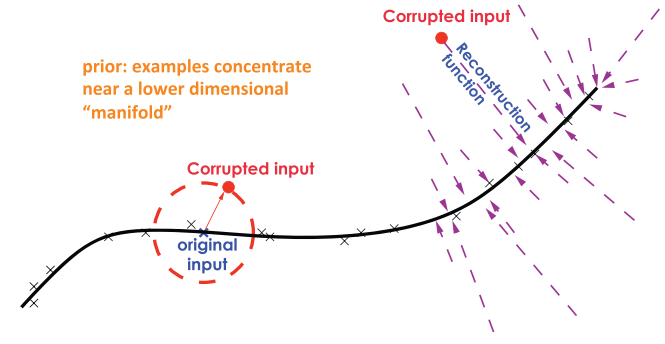 Corrupted input
Reconstruction
function
prior: examples concentrate
near a lower dimensional
“manifold”
Corrupted input
original
input